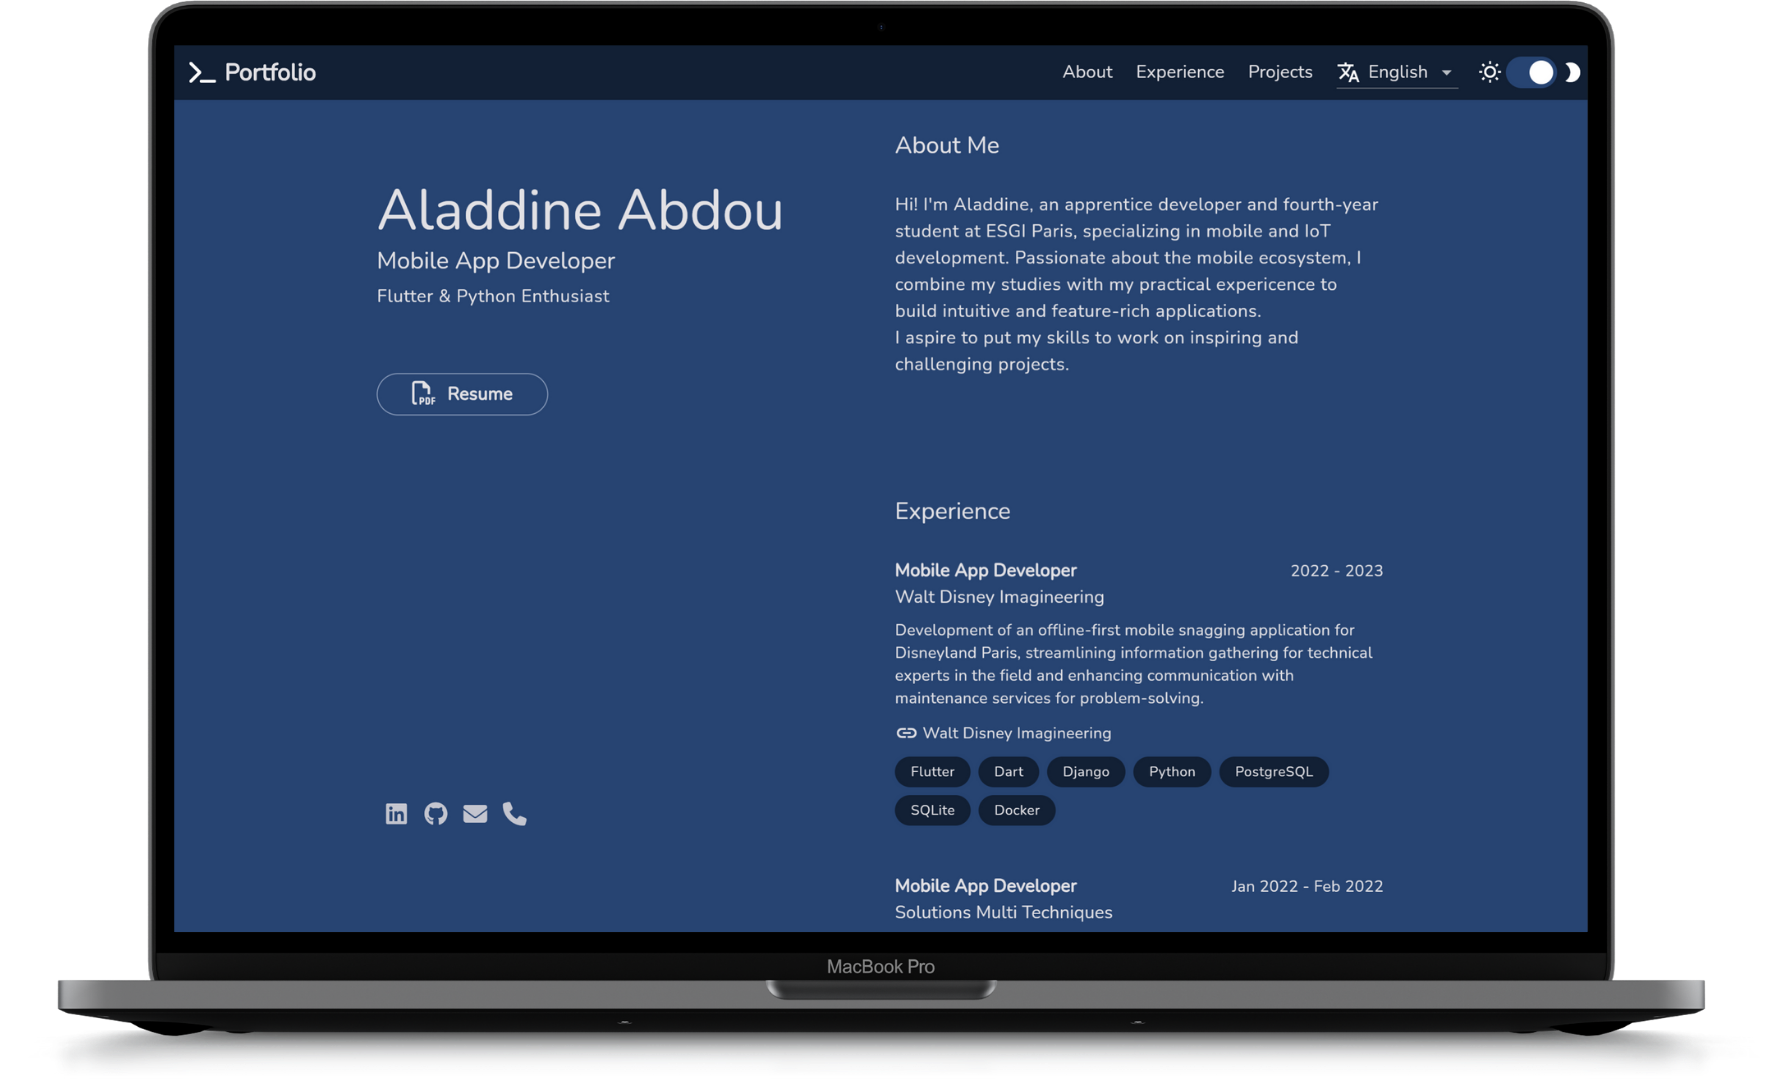 Portfolio
About Experience Projects English
Aladdine Abdou
Mobile App Developer
Flutter & Python Enthusiast
PDF Resume
About Me
Hi! I'm Aladdine, an apprentice developer and fourth-year
student at ESGI Paris, specializing in mobile and IoT
development. Passionate about the mobile ecosystem, I
combine my studies with my practical expericence to
build intuitive and feature-rich applications.
I aspire to put my skills to work on inspiring and
challenging projects.
Experience
Mobile App Developer 2022 - 2023
Walt Disney Imagineering
Development of an offline-first mobile snagging application for
Disneyland Paris, streamlining information gathering for technical
experts in the field and enhancing communication with
maintenance services for problem-solving.
Walt Disney Imagineering
Flutter Dart Django Python PostgreSQL
SQLite Docker
Mobile App Developer Jan 2022 - Feb 2022
Solutions Multi Techniques
MacBook Pro